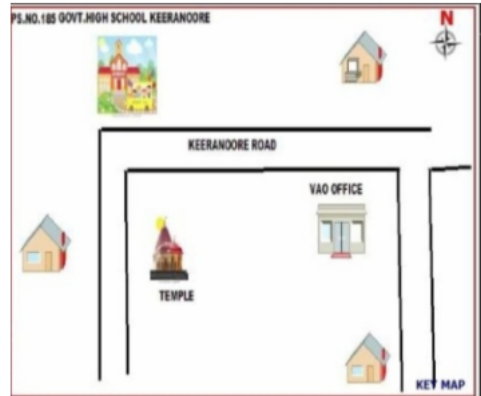 PS.NO.185 GOVT.HIGH SCHOOL KEERANOORE
N
KEERANOORE ROAD
VAO OFFICE
TEMPLE
KEY MAP